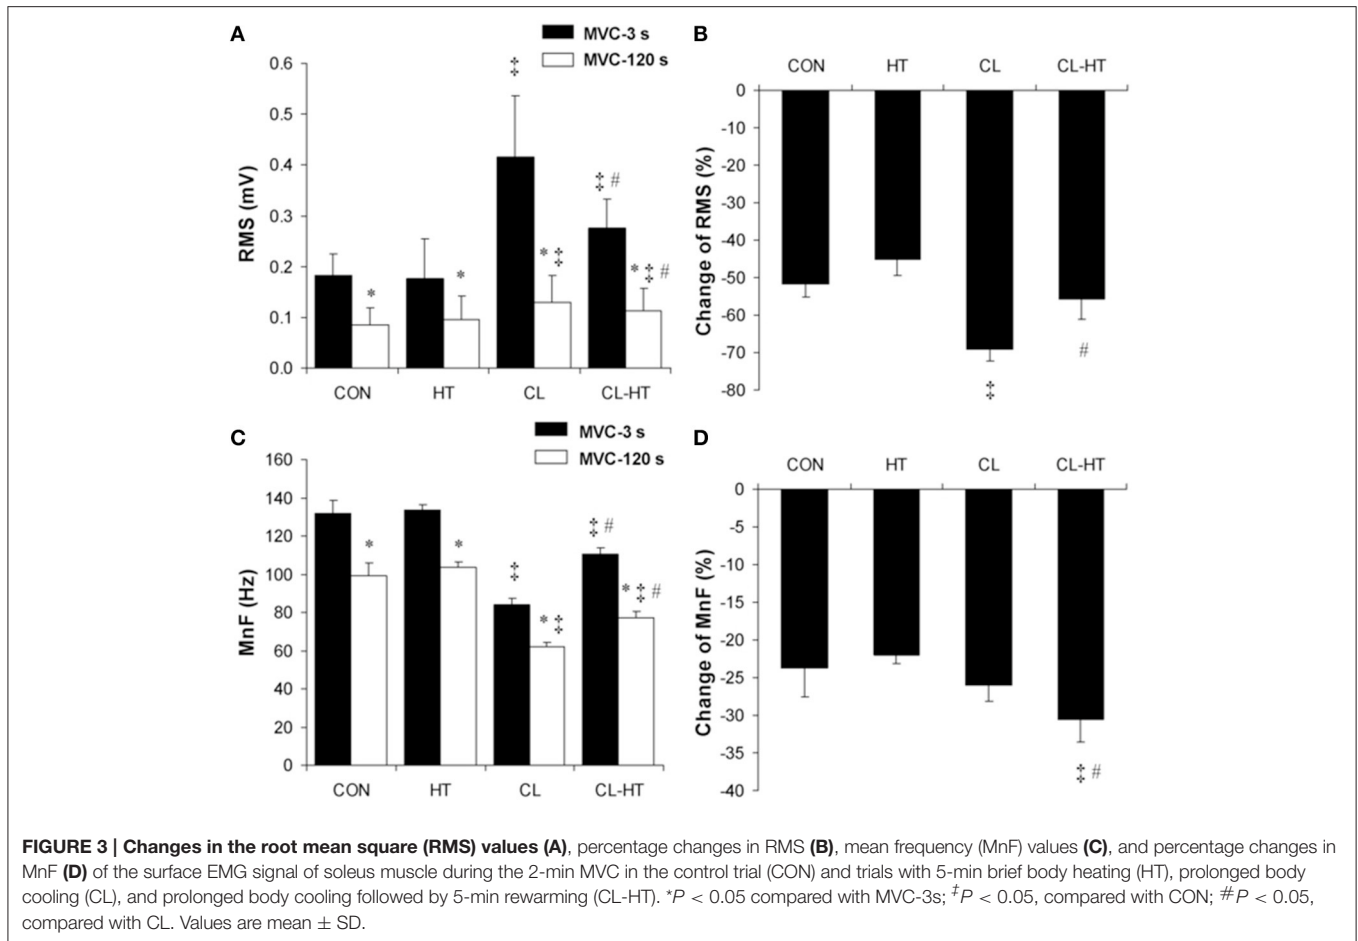 A
MVC-3 s
MVC-120 s
0.6
0.5
0.4
0.3
0.2
0.1
0.0
RMS (mV)
‡
‡ #
*
*
* ‡
* ‡ #
CON HT CL CL-HT
B
CON HT CL CL-HT
0
-10
-20
-30
-40
-50
-60
-70
-80
Change of RMS (%)
#
‡
C
MVC-3 s
MVC-120 s
160
140
120
100
80
60
40
20
0
MnF (Hz)
‡ #
*
*
‡
* ‡
* ‡ #
CON HT CL CL-HT
D
CON HT CL CL-HT
0
-5
-10
-15
-20
-25
-30
-35
-40
Change of MnF (%)
‡ #
FIGURE 3 | Changes in the root mean square (RMS) values (A), percentage changes in RMS (B), mean frequency (MnF) values (C), and percentage changes in
MnF (D) of the surface EMG signal of soleus muscle during the 2-min MVC in the control trial (CON) and trials with 5-min brief body heating (HT), prolonged body
cooling (CL), and prolonged body cooling followed by 5-min rewarming (CL-HT). *P < 0.05 compared with MVC-3s; ‡P < 0.05, compared with CON; #P < 0.05,
compared with CL. Values are mean ± SD.